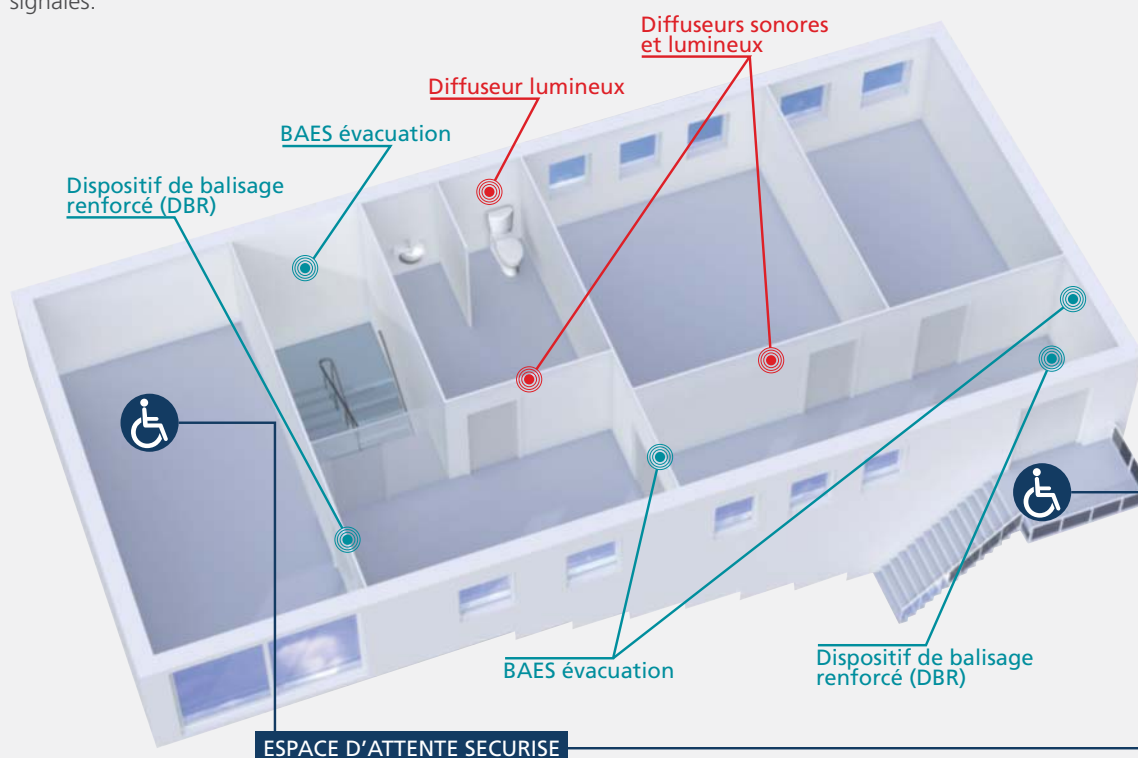 signalés.
Diffuseurs sonores
et lumineux
Diffuseur lumineux
BAES évacuation
Dispositif de balisage
renforcé (DBR)
BAES évacuation
Dispositif de balisage
renforcé (DBR)
ESPACE D’ATTENTE SECURISE